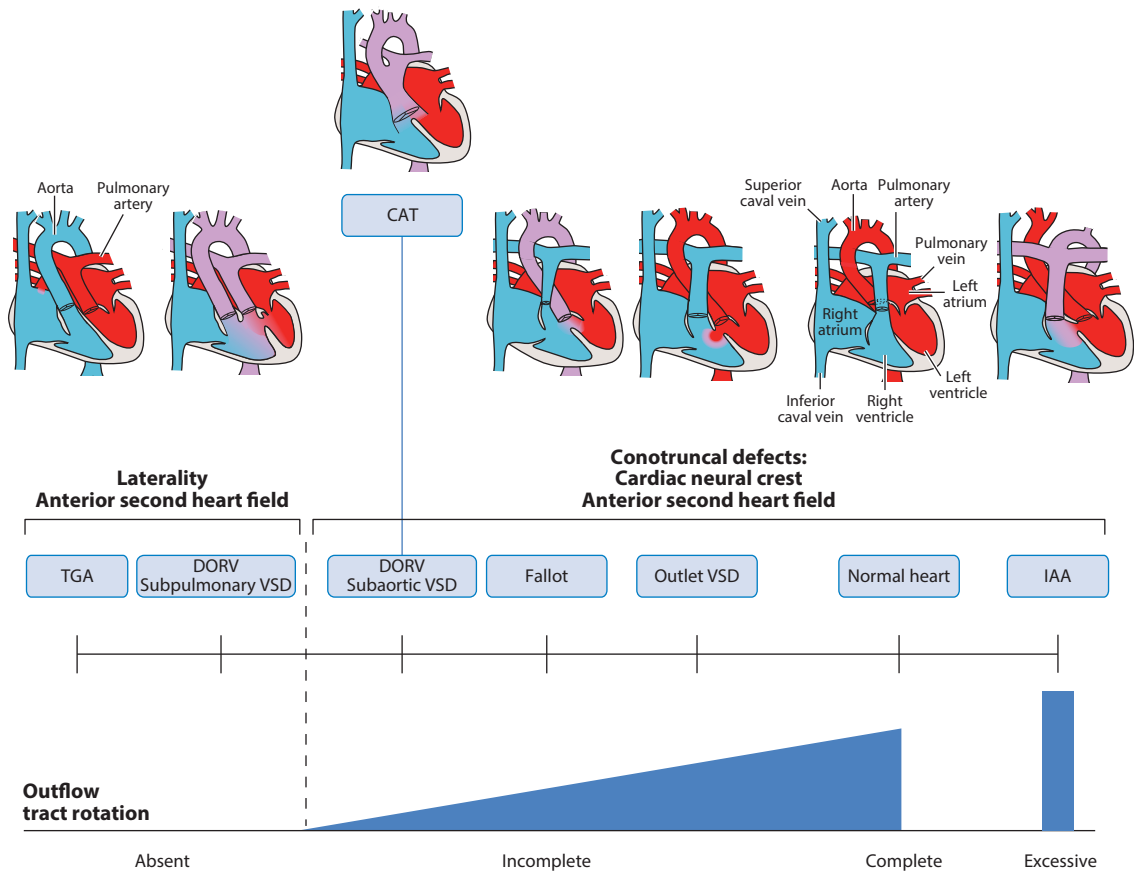 CAT
Aorta
Pulmonary
artery
Superior
caval vein
Aorta
Pulmonary
artery
Pulmonary
vein
Left
atrium
Right
atrium
Left
ventricle
Inferior
caval vein
Right
ventricle
Laterality
Anterior second heart field
Conotruncal defects:
Cardiac neural crest
Anterior second heart field
TGA
DORV
Subpulmonary VSD
DORV
Subaortic VSD
Fallot
Outlet VSD
Normal heart
IAA
Outflow
tract rotation
Absent
Incomplete
Complete
Excessive